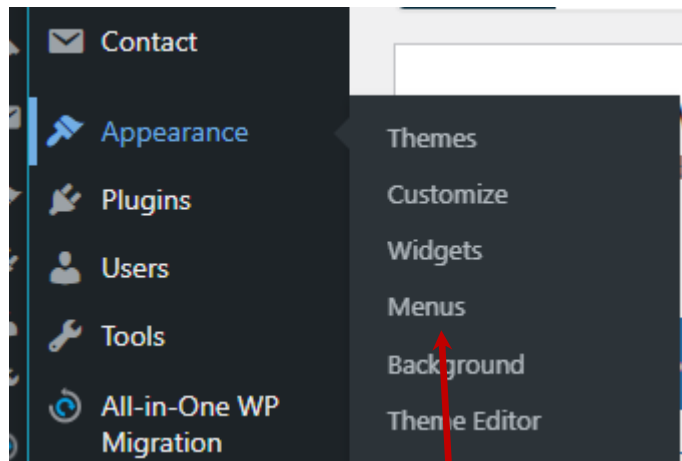 Contact
Appearance
Plugins
Users
Tools
All-in-One WP
Migration
Themes
Customize
Widgets
Menus
Background
Theme Editor